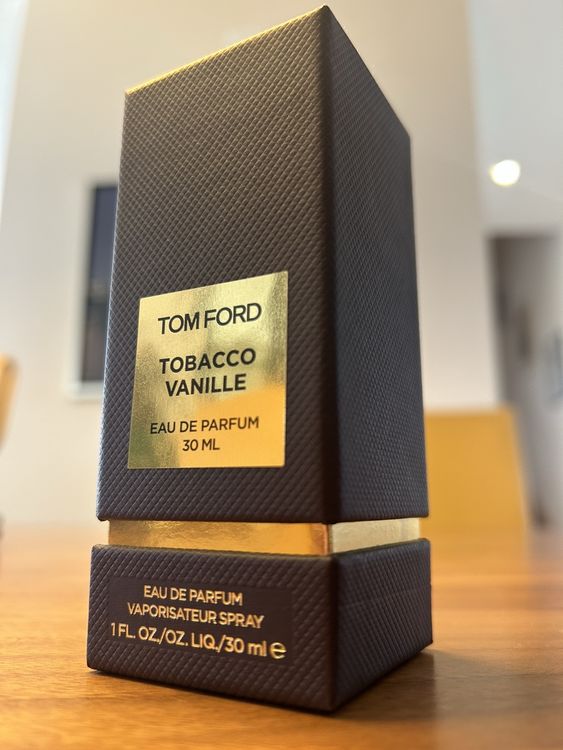 TOM FORD
TOBACCO
VANILLE
EAU DE PARFUM
30 ML
EAU DE PARFUM
VAPORISATEUR SPRAY
1 FL. OZ./OZ. LIQ./30 ml ℮